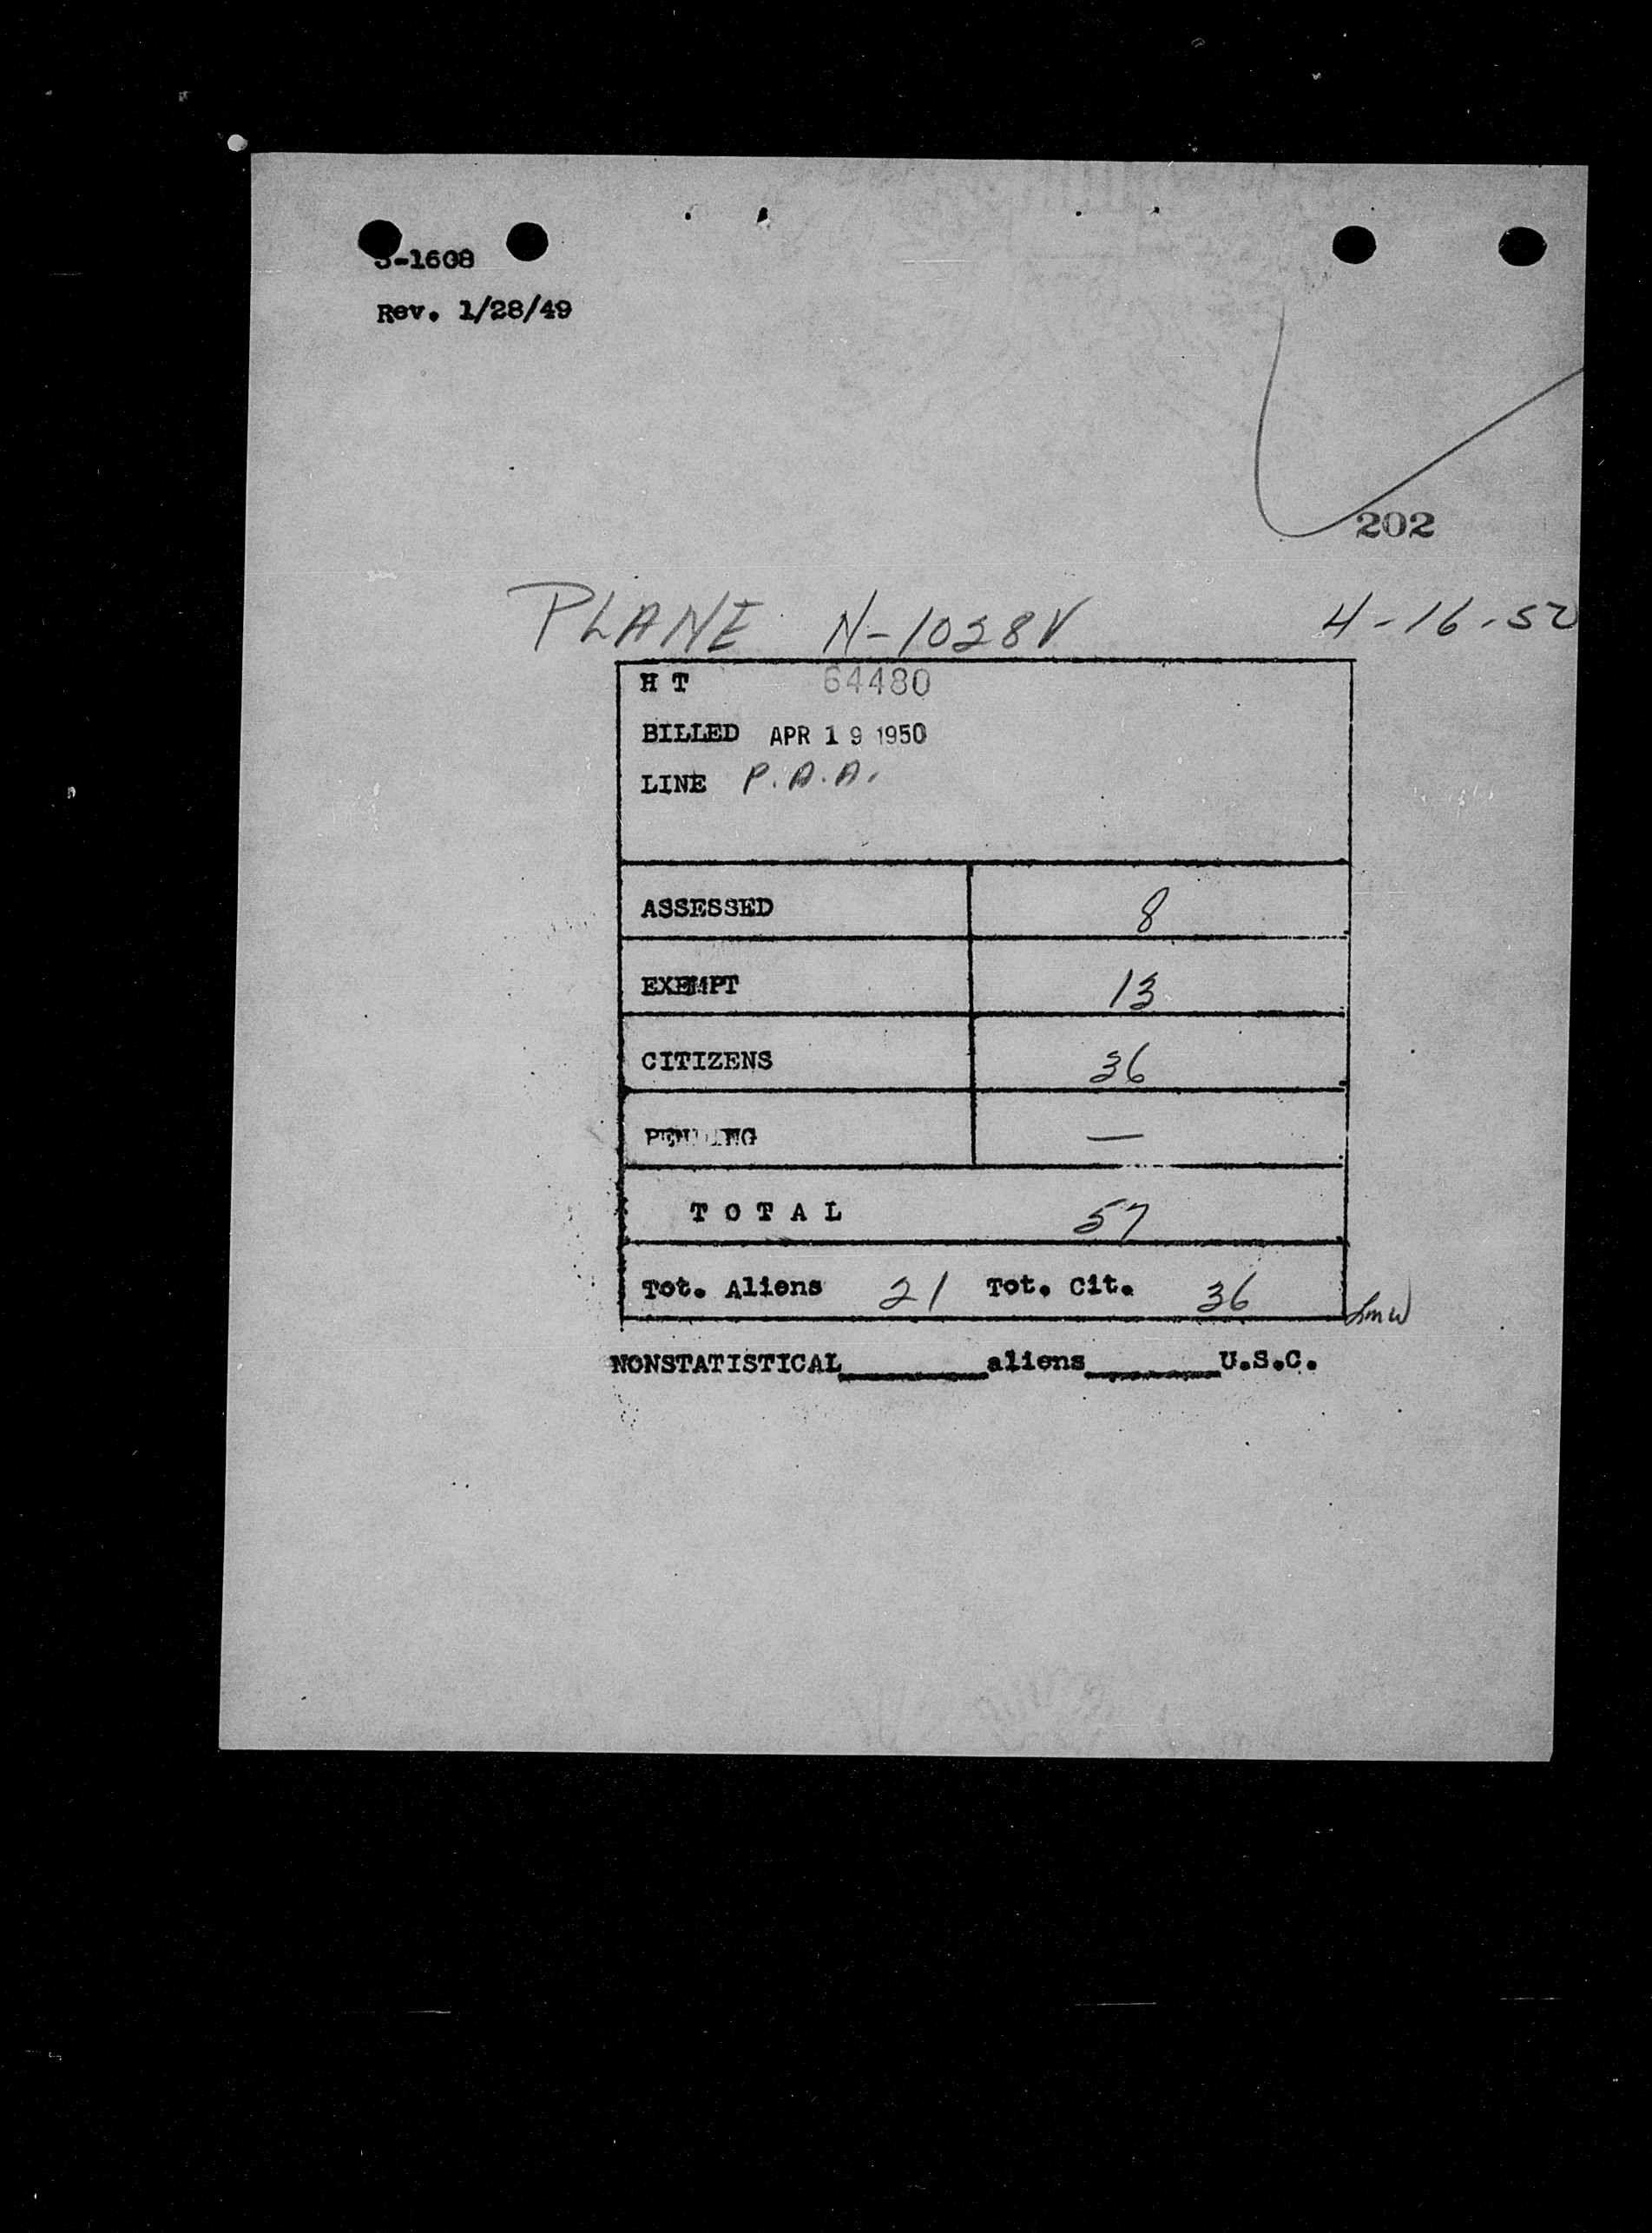 -1608
Rev. 1/28/49
202
PLANE N-1028V 4-16-50
H T 64480
BILLED APR 19 1950
LINE P.A.A.
ASSESSED 8
EXEMPT 13
CITIZENS 36
PENDING —
TOTAL 57
Tot. Aliens 21 Tot. Cit. 36
NONSTATISTICAL aliens U.S.C.